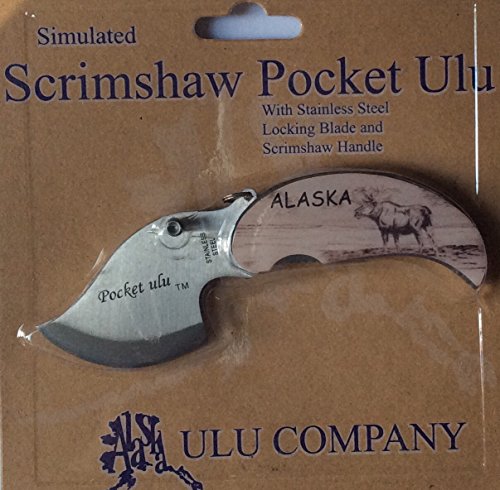 Simulated
Scrimshaw Pocket Ulu
With Stainless Steel
Locking Blade and
Scrimshaw Handle
ALASKA
STAINLESS
STEEL
Pocket ulu TM
Alaska
ULU COMPANY